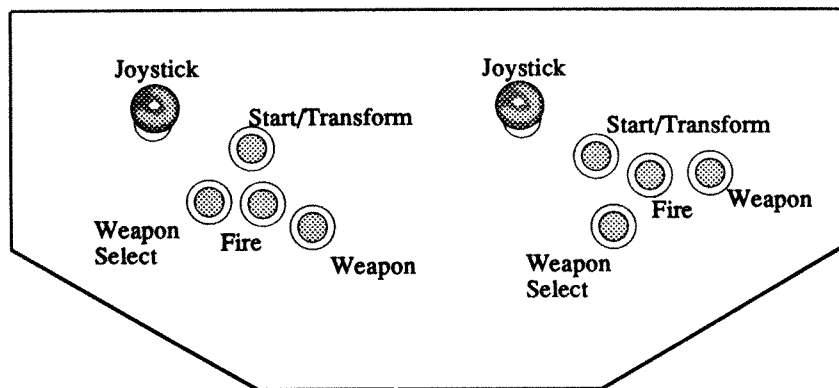 Joystick
Start/Transform
Weapon
Select
Fire
Weapon
Joystick
Start/Transform
Fire
Weapon
Weapon
Select